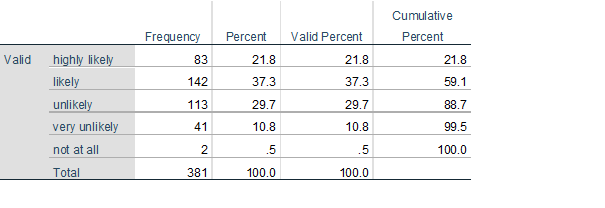 Cumulative
Frequency Percent Valid Percent Percent
Valid highly likely 83 21.8 21.8 21.8
likely 142 37.3 37.3 59.1
unlikely 113 29.7 29.7 88.7
very unlikely 41 10.8 10.8 99.5
not at all 2 .5 .5 100.0
Total 381 100.0 100.0